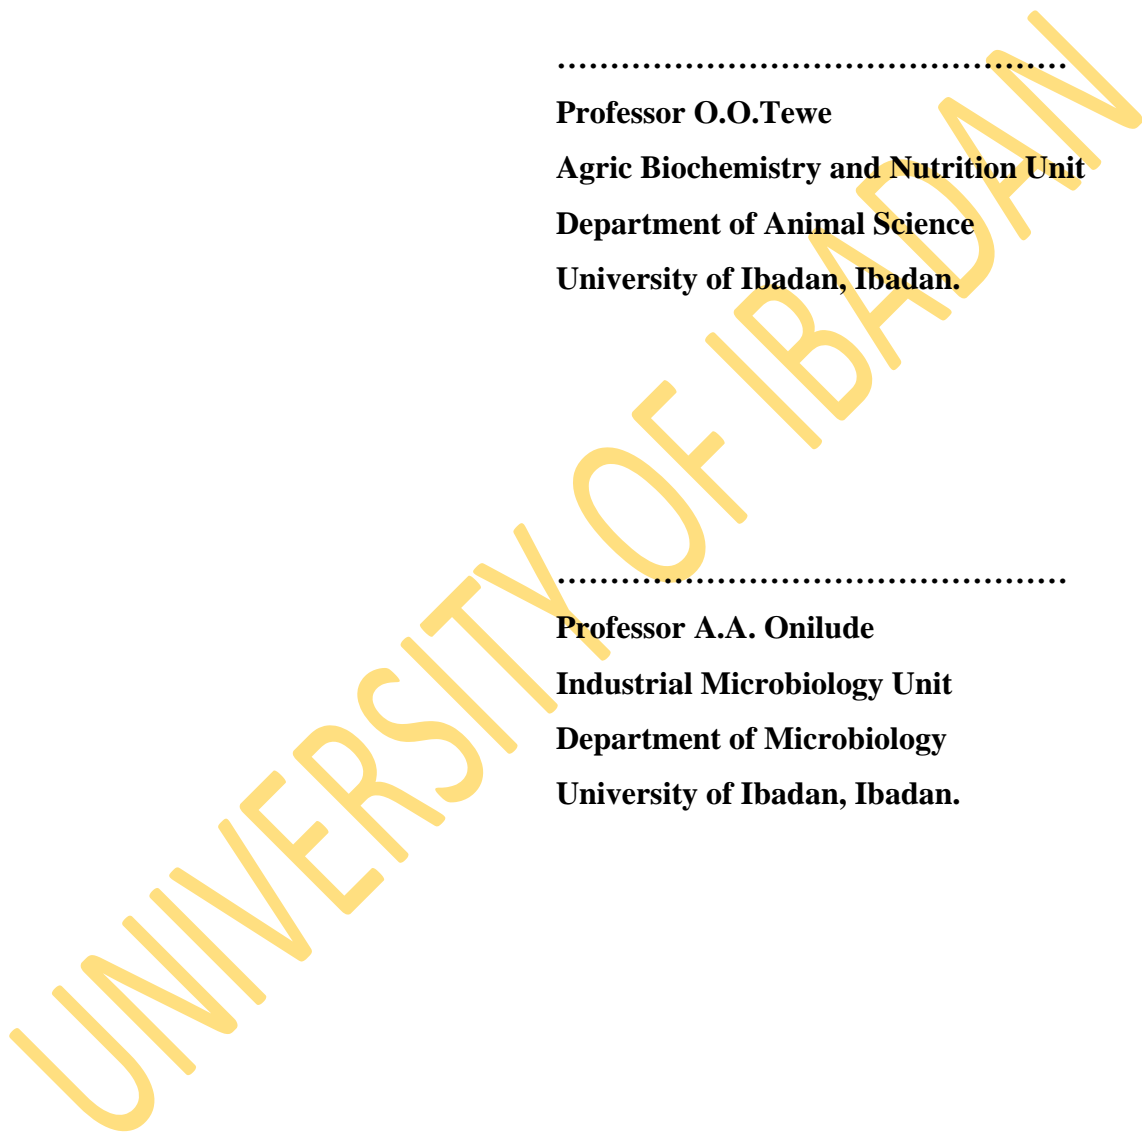 ………………………………………….
Professor O.O.Tewe
Agric Biochemistry and Nutrition Unit
Department of Animal Science
University of Ibadan, Ibadan.
………………………………………….
Professor A.A. Onilude
Industrial Microbiology Unit
Department of Microbiology
University of Ibadan, Ibadan.
UNIVERSITY OF IBADAN